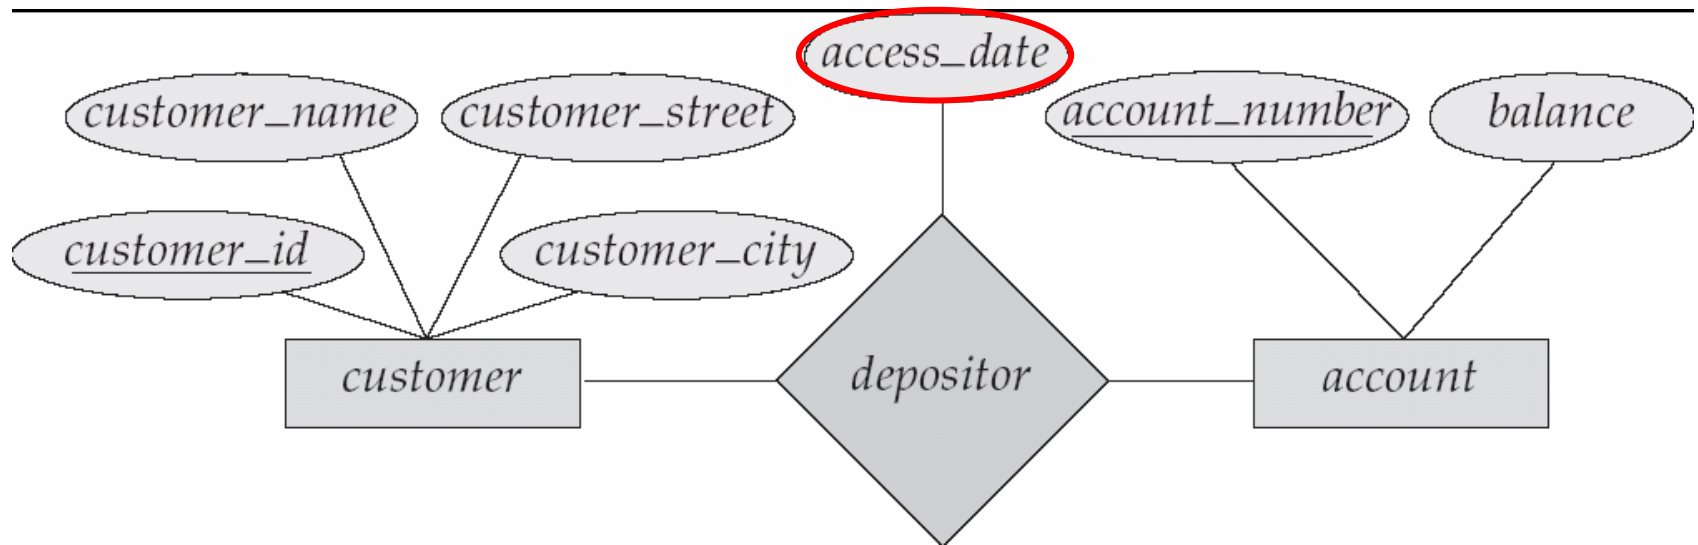 access_date
customer_name
customer_street
account_number
balance
customer_id
customer_city
customer
depositor
account